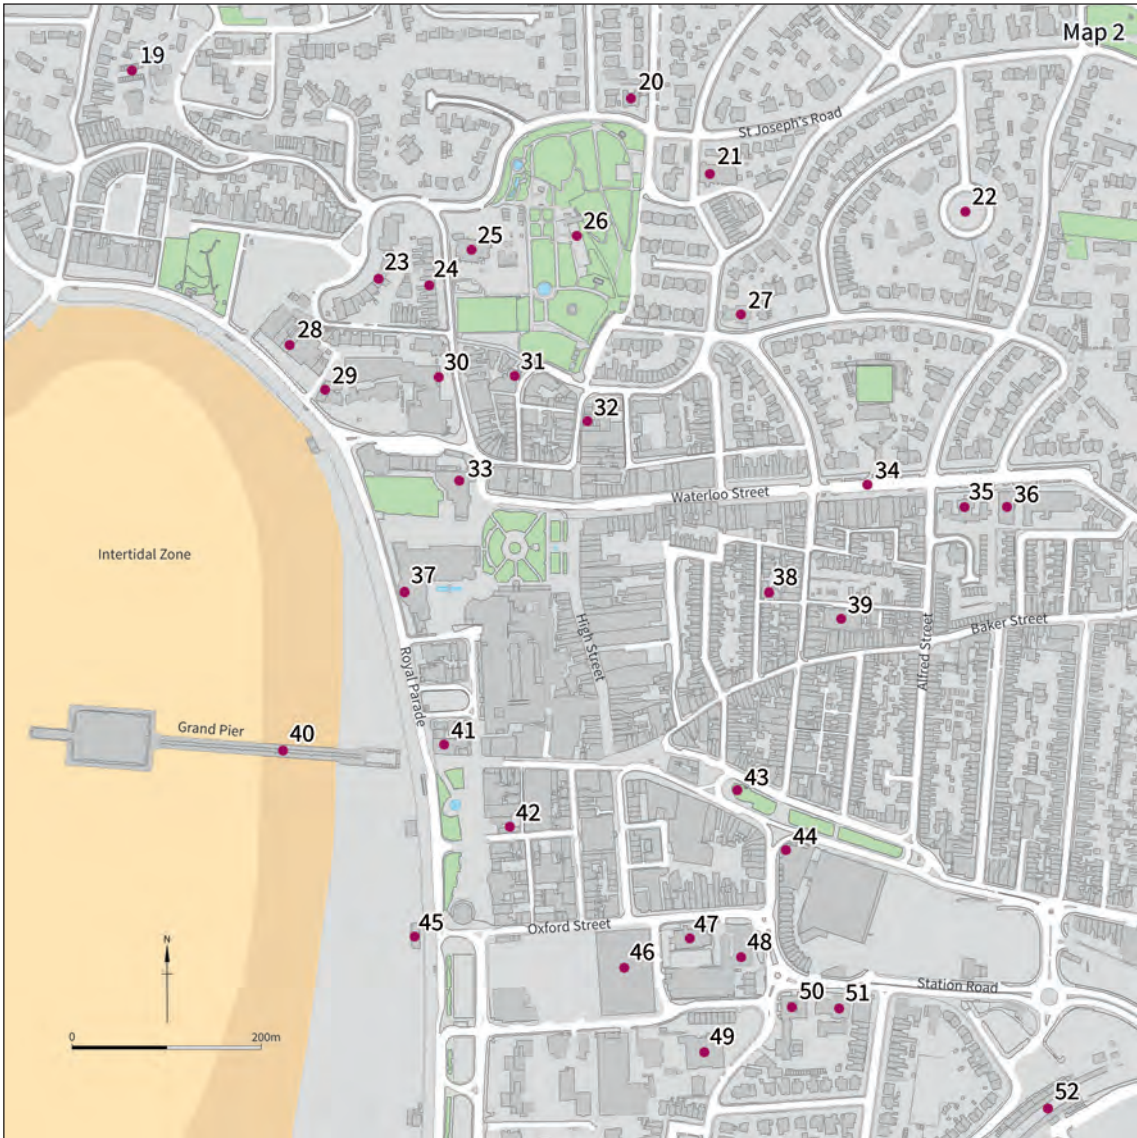 Map 2
19
20
St Joseph's Road
21
22
26
25
23
24
27
28
31
30
29
32
33
34
Waterloo Street
35
36
Intertidal Zone
37
38
39
High Street
Baker Street
Alfred Street
Royal Parade
Grand Pier
40
41
43
42
44
45
Oxford Street
47
46
48
N
Station Road
50
51
0
200m
49
52